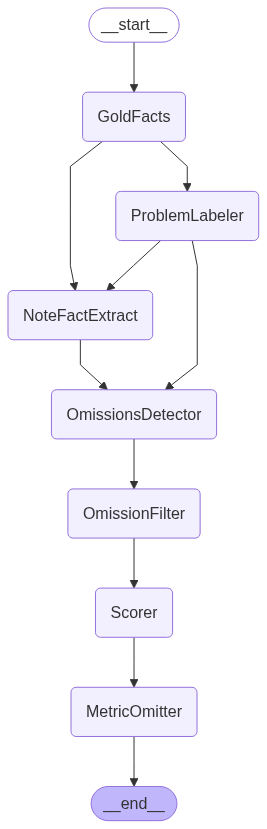 __start__
GoldFacts
ProblemLabeler
NoteFactExtract
OmissionsDetector
OmissionFilter
Scorer
MetricOmitter
__end__